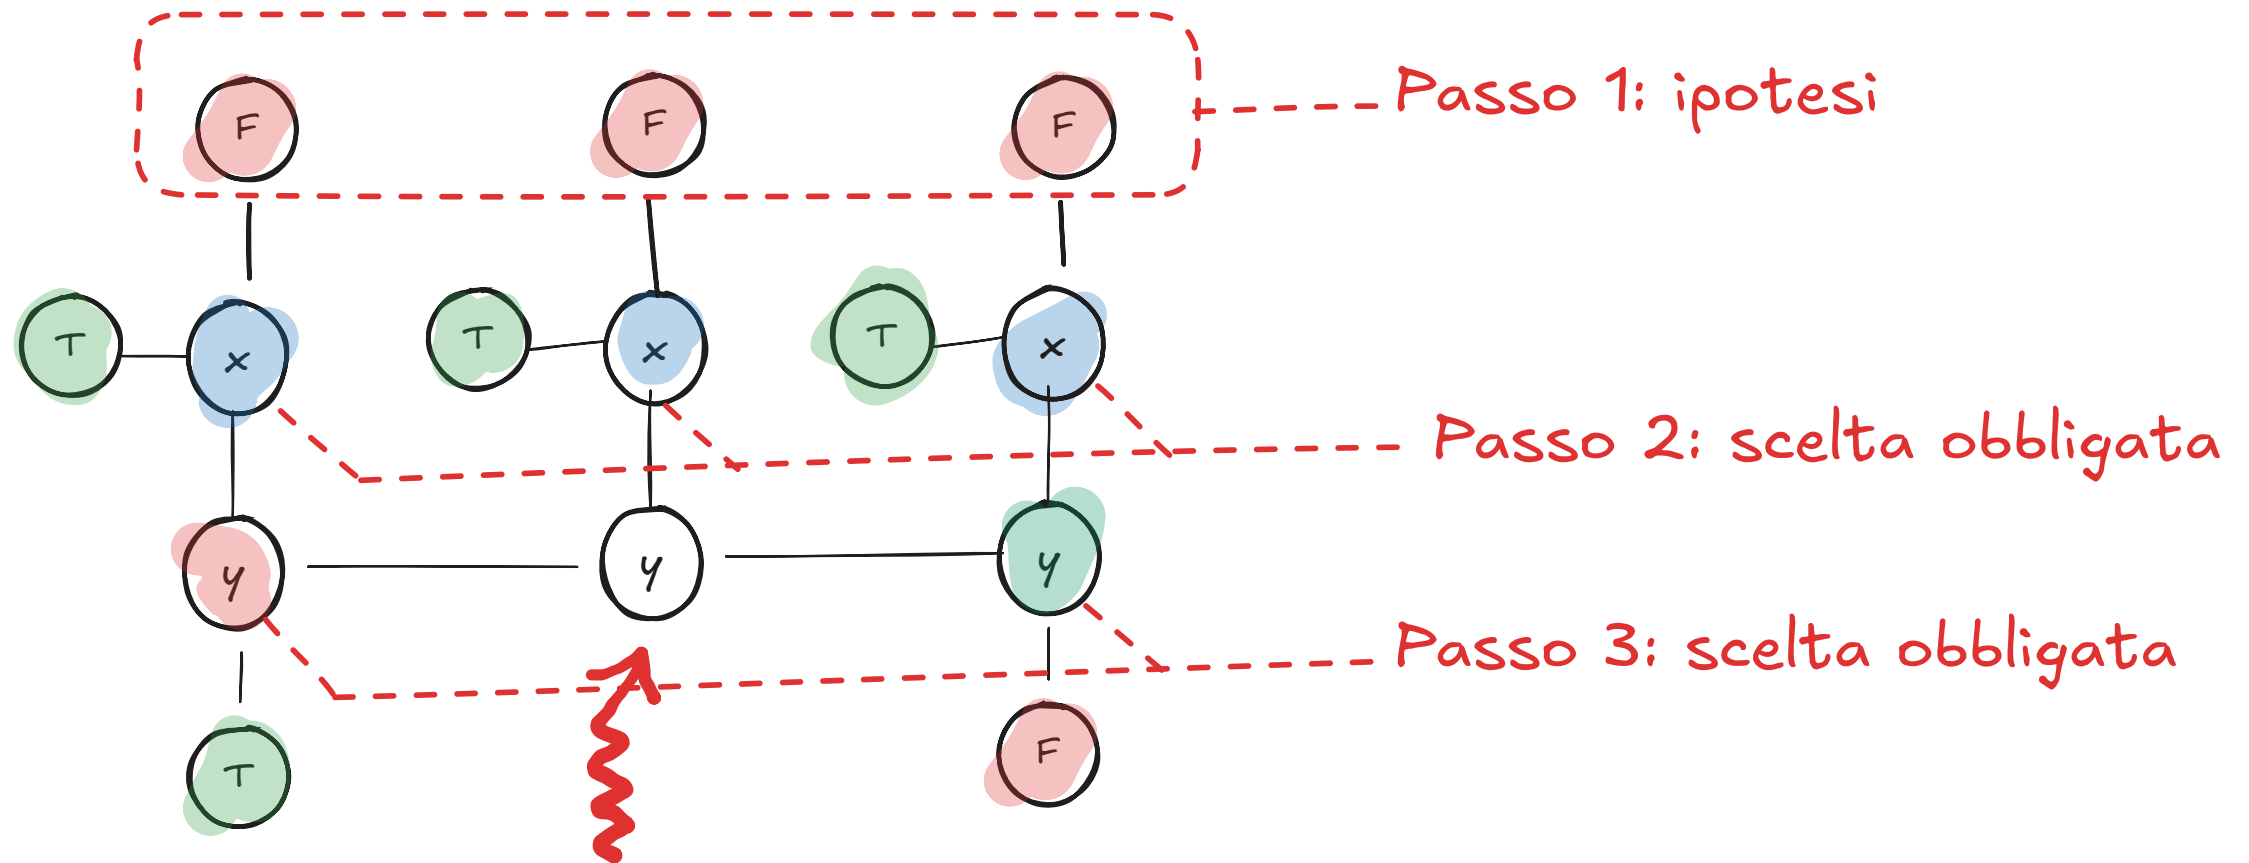 F F F
Passo 1: ipotesi
T x T x T x
Passo 2: scelta obbligata
y y y
Passo 3: scelta obbligata
T F